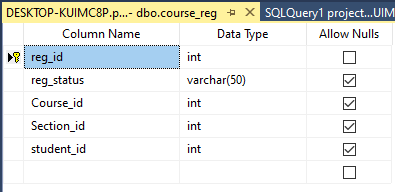 DESKTOP-KUIMC8P.p...- dbo.course_reg SQLQuery1 project...UIM
Column Name Data Type Allow Nulls
reg_id int
reg_status varchar(50)
Course_id int
Section_id int
student_id int